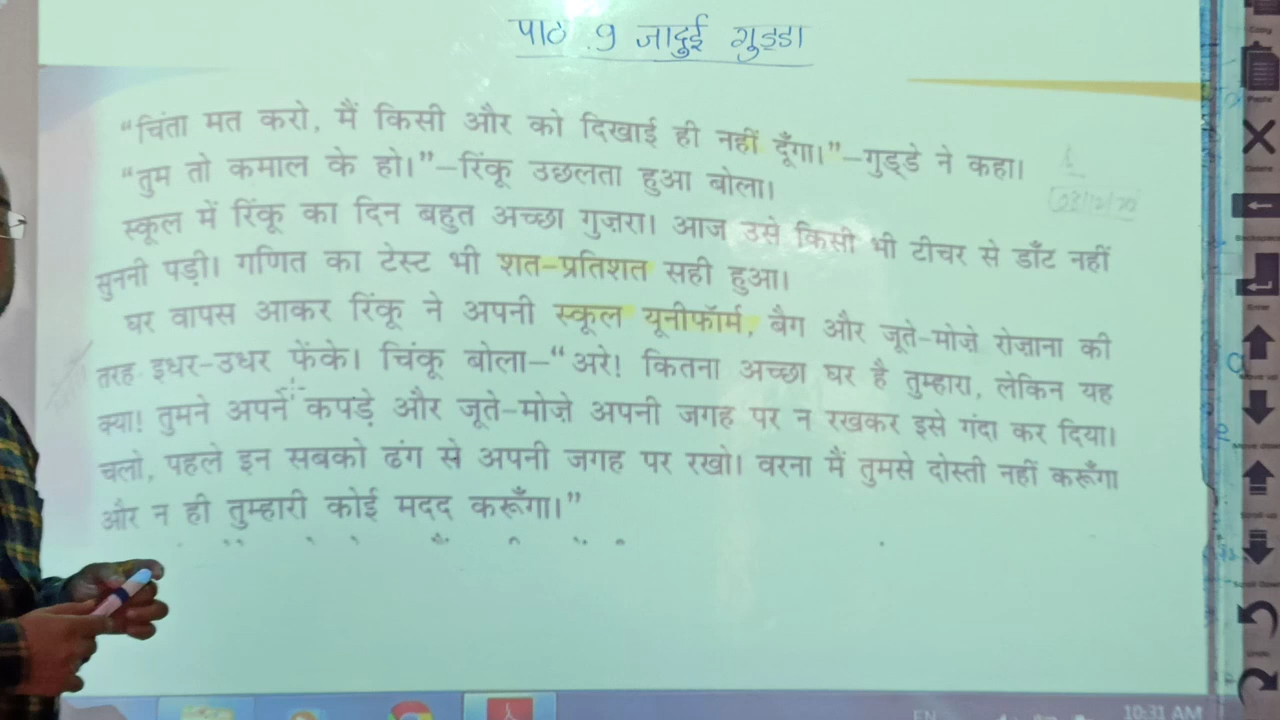 पाठ .9 जादुई गुड्डा
“चिंता मत करो, मैं किसी और को दिखाई ही नहीं दूँगा।”–गुड्डे ने कहा।
“तुम तो कमाल के हो।”–रिंकू उछलता हुआ बोला।
स्कूल में रिंकू का दिन बहुत अच्छा गुज़रा। आज उसे किसी भी टीचर से डाँट नहीं
सुननी पड़ी। गणित का टेस्ट भी शत-प्रतिशत सही हुआ।
घर वापस आकर रिंकू ने अपनी स्कूल यूनीफॉर्म, बैग और जूते-मोज़े रोज़ाना की
तरह इधर-उधर फेंके। चिंकू बोला–“अरे! कितना अच्छा घर है तुम्हारा, लेकिन यह
क्या! तुमने अपने कपड़े और जूते-मोज़े अपनी जगह पर न रखकर इसे गंदा कर दिया।
चलो, पहले इन सबको ढंग से अपनी जगह पर रखो। वरना मैं तुमसे दोस्ती नहीं करूँगा
और न ही तुम्हारी कोई मदद करूँगा।”
EN
10:31 AM